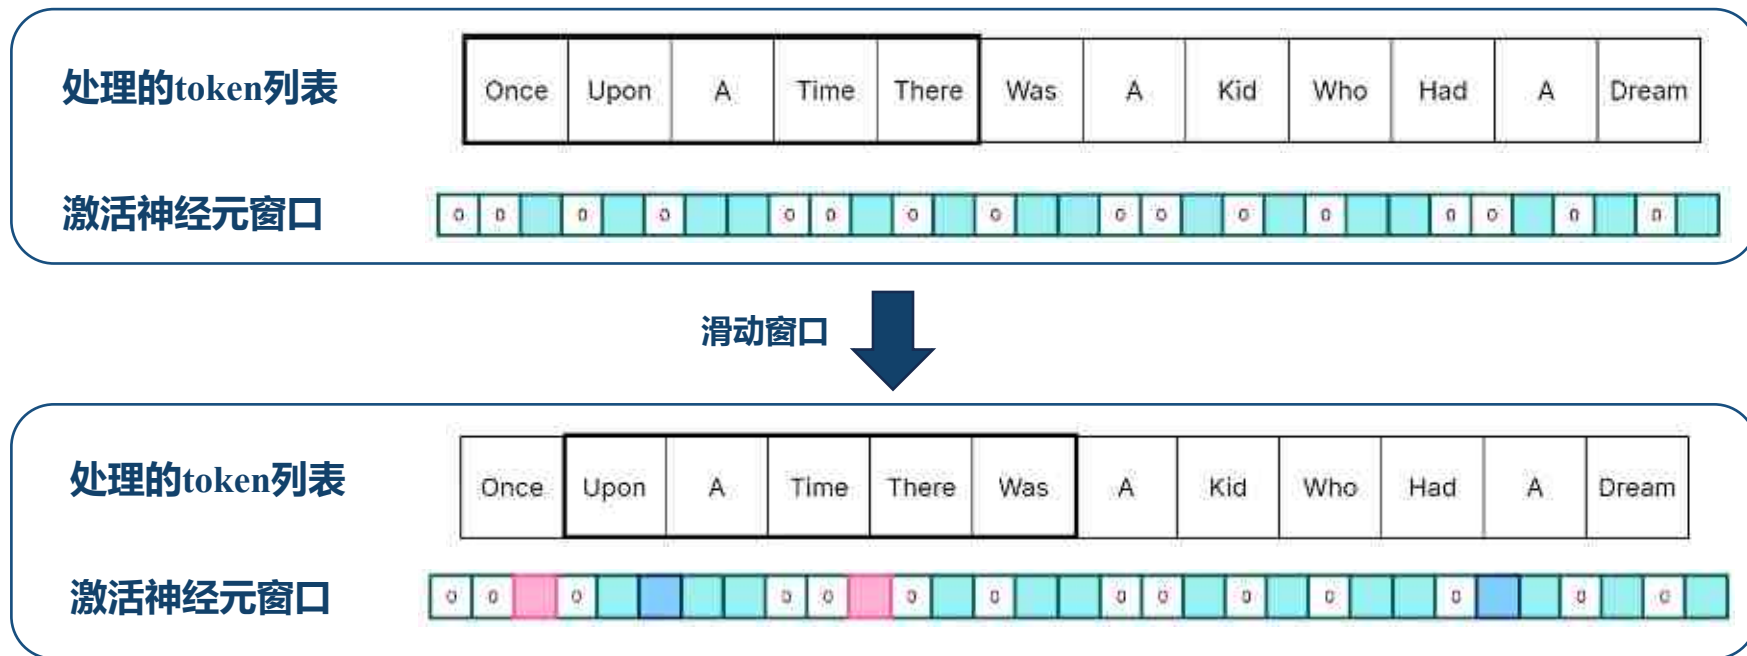 处理的token列表 Once Upon A Time There Was A Kid Who Had A Dream
激活神经元窗口 0 0 0 0 0 0 0 0 0 0 0 0 0 0 0 0
滑动窗口
处理的token列表 Once Upon A Time There Was A Kid Who Had A Dream
激活神经元窗口 0 0 0 0 0 0 0 0 0 0 0 0 0 0